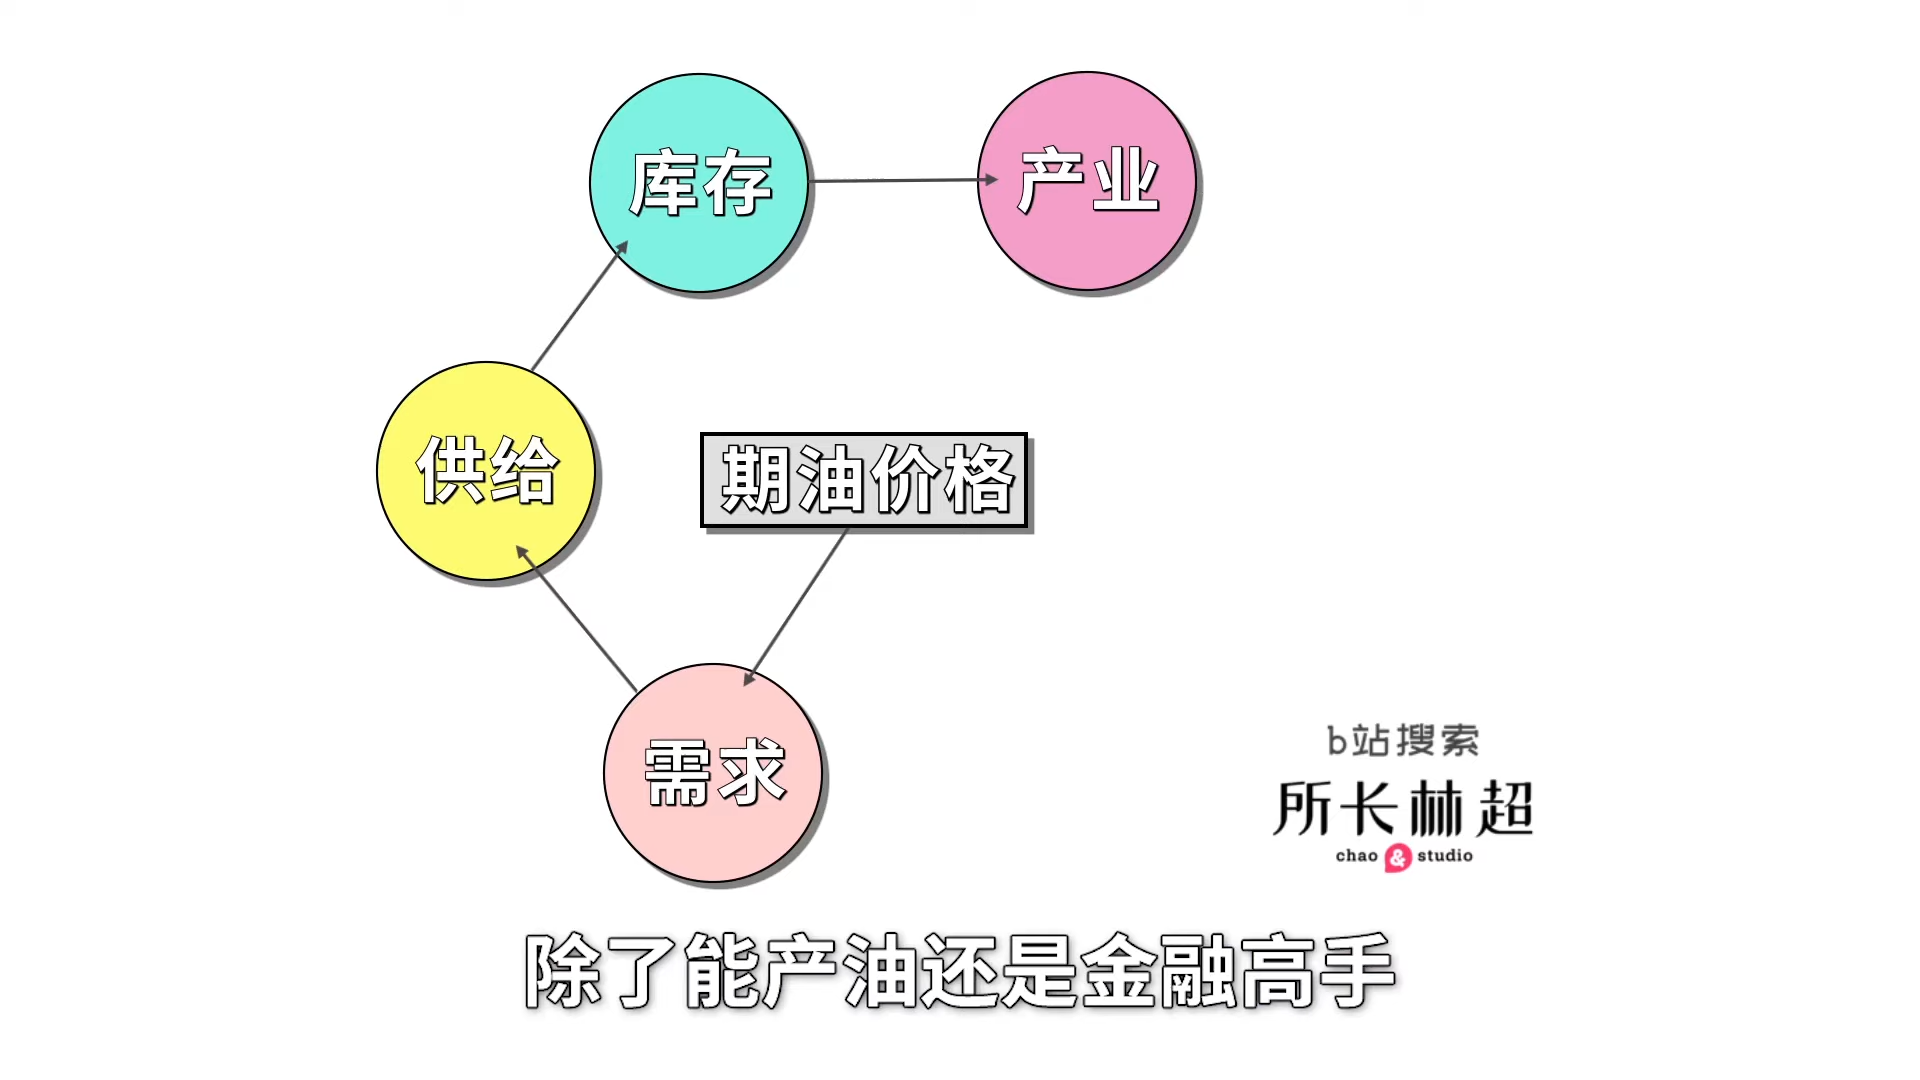 库存
产业
供给
期油价格
需求
b站搜索
所长林超
chao & studio
除了能产油还是金融高手